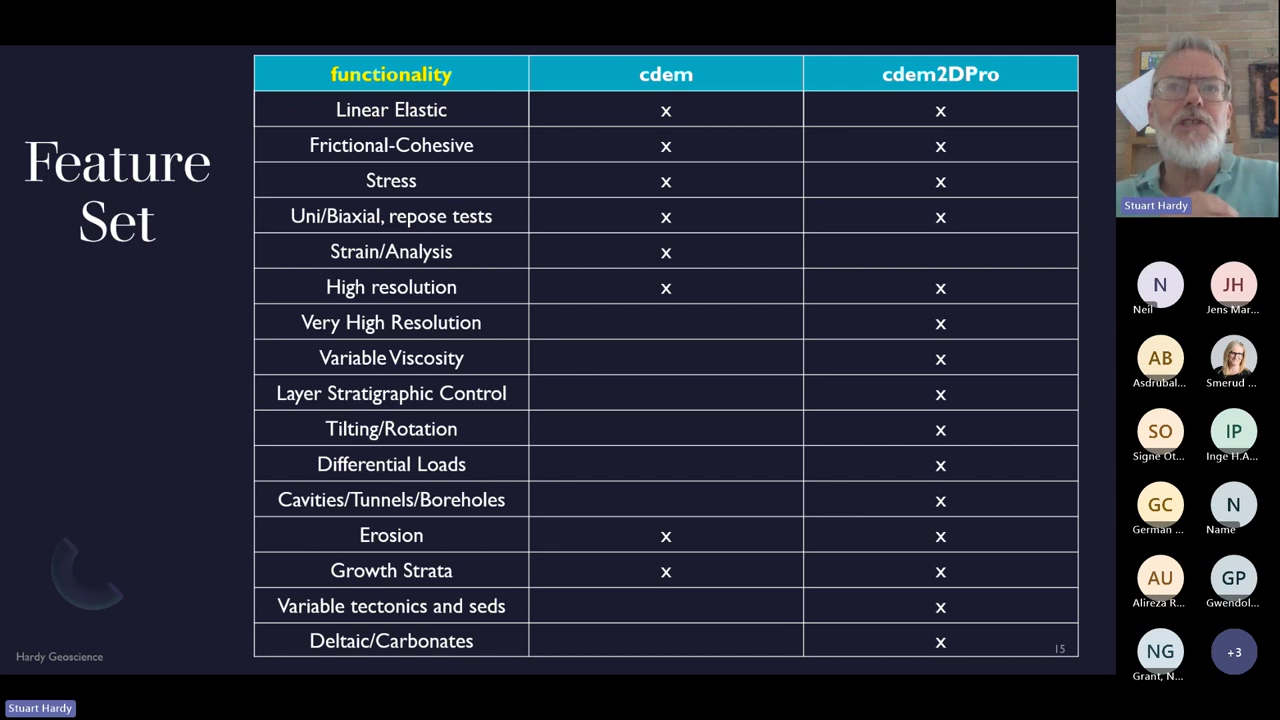 Feature
Set
functionality cdem cdem2DPro
Linear Elastic x x
Frictional-Cohesive x x
Stress x x
Uni/Biaxial, repose tests x x
Strain/Analysis x
High resolution x x
Very High Resolution x
Variable Viscosity x
Layer Stratigraphic Control x
Tilting/Rotation x
Differential Loads x
Cavities/Tunnels/Boreholes x
Erosion x x
Growth Strata x x
Variable tectonics and seds x
Deltaic/Carbonates x
15
Hardy Geoscience
Stuart Hardy
Stuart Hardy
N JH
Neil Jens Mar...
AB
Asdrubal... Smerud ...
SO IP
Signe Ot... Inge H.A...
GC N
German ... Name
AU GP
Alireza R... Gwendol...
NG +3
Grant, N...